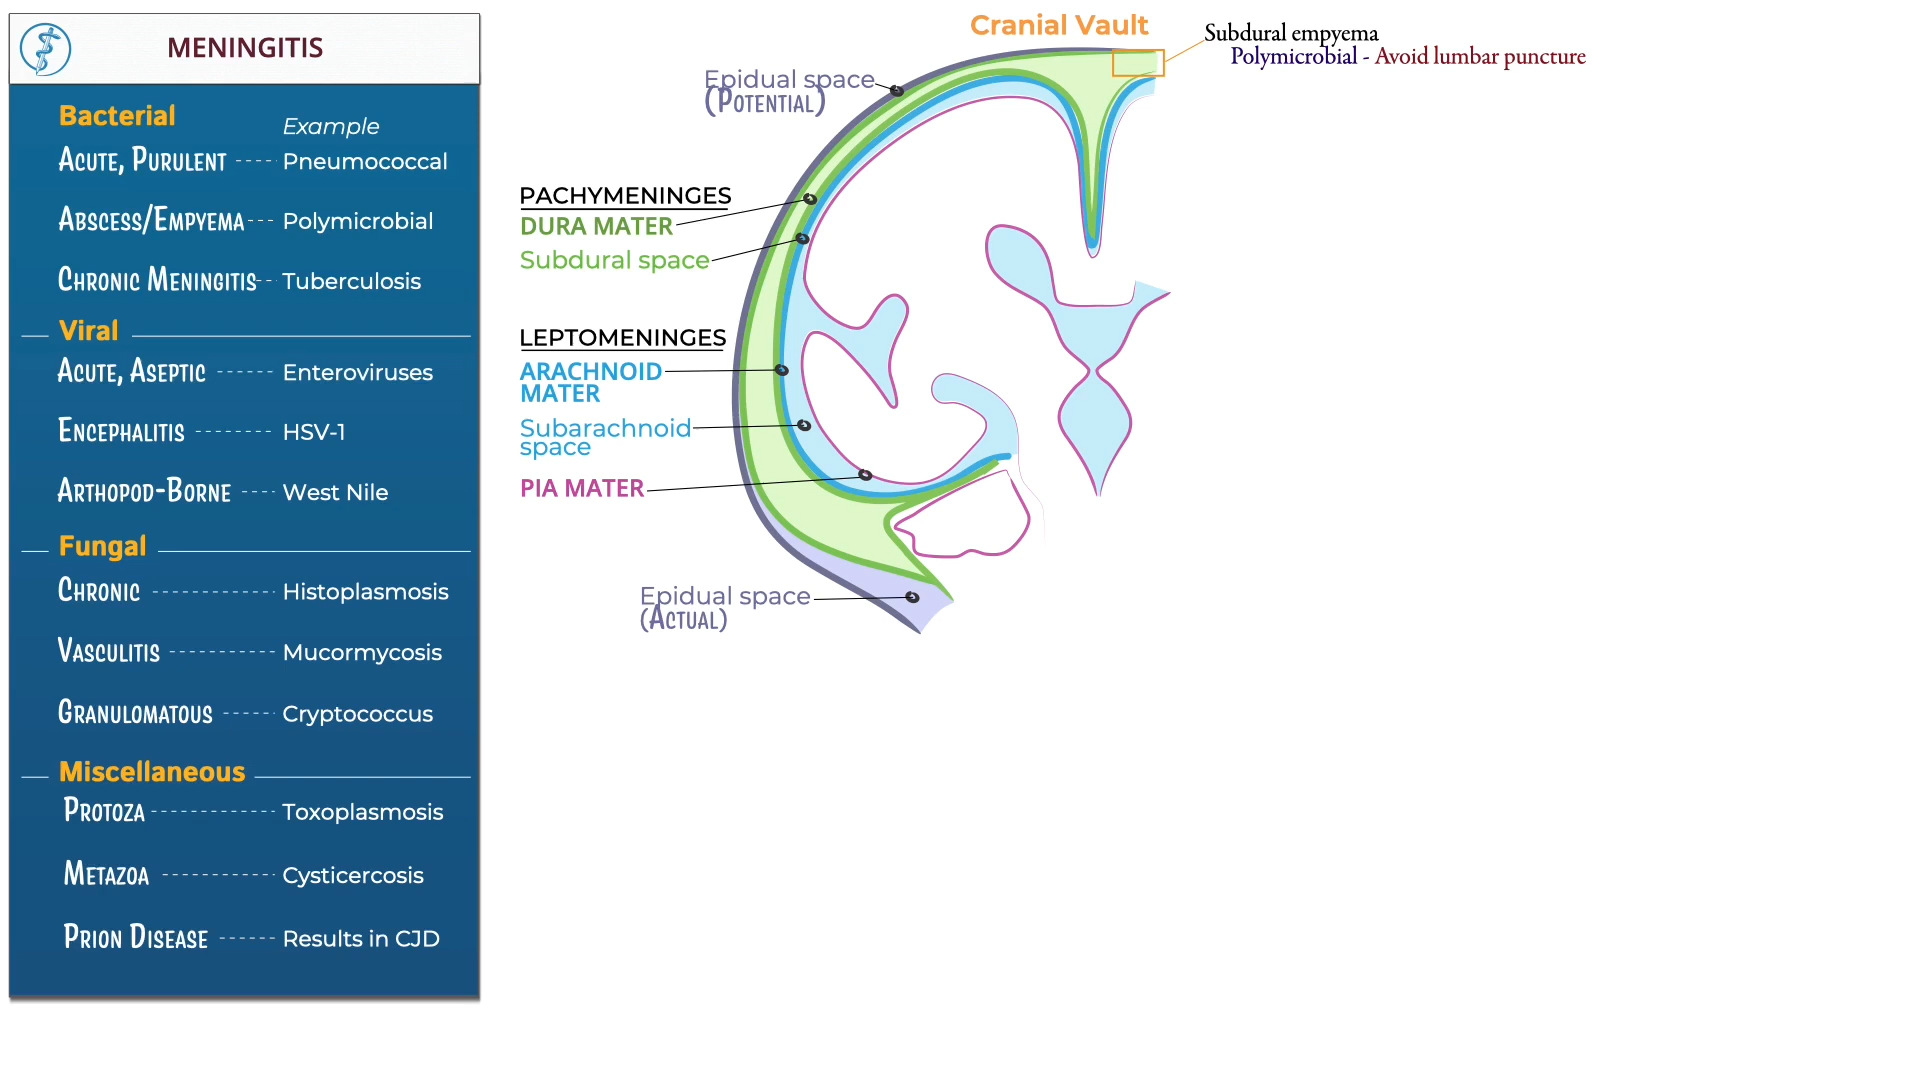 MENINGITIS
Bacterial
Example
Acute, Purulent ---- Pneumococcal
Abscess/Empyema --- Polymicrobial
Chronic Meningitis -- Tuberculosis
Viral
Acute, Aseptic ------ Enteroviruses
Encephalitis -------- HSV-1
Arthopod-Borne ---- West Nile
Fungal
Chronic ------------ Histoplasmosis
Vasculitis ----------- Mucormycosis
Granulomatous ----- Cryptococcus
Miscellaneous
Protoza ------------- Toxoplasmosis
Metazoa ----------- Cysticercosis
Prion Disease ------ Results in CJD
Cranial Vault
Subdural empyema
Polymicrobial - Avoid lumbar puncture
Epidual space
(Potential)
PACHYMENINGES
DURA MATER
Subdural space
LEPTOMENINGES
ARACHNOID
MATER
Subarachnoid
space
PIA MATER
Epidual space
(Actual)